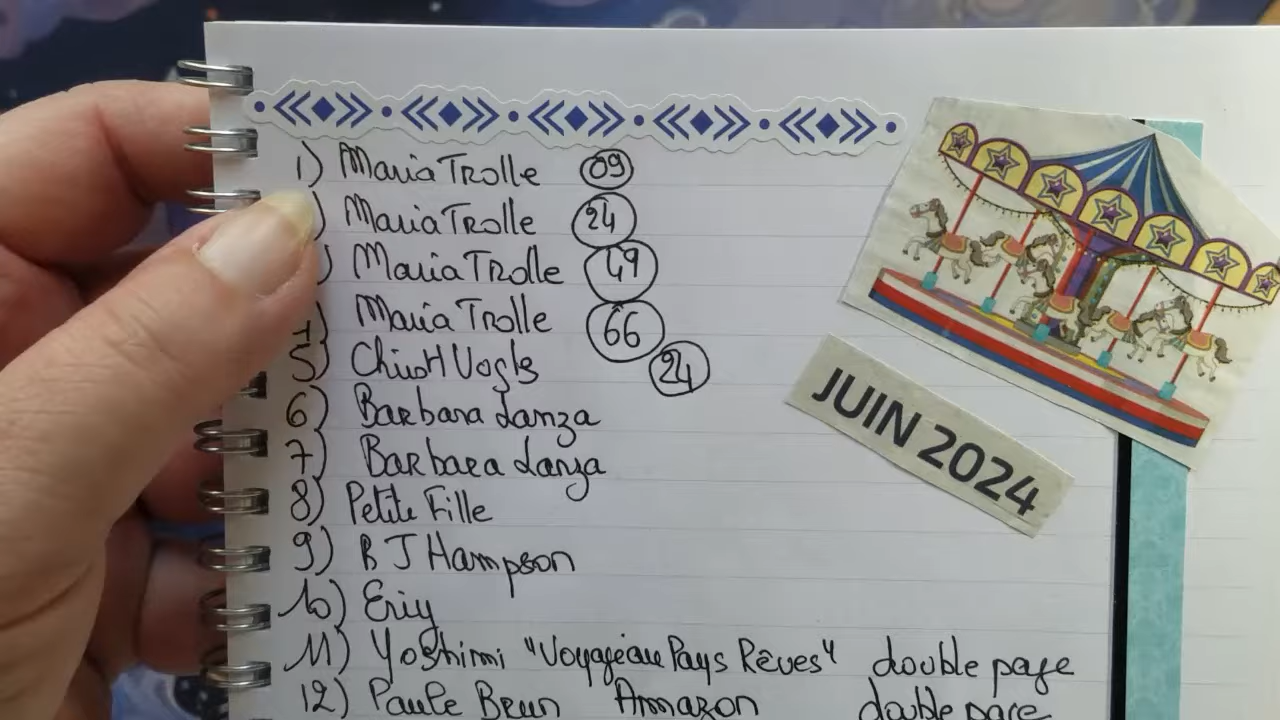 1) Maria Trolle 09
) Maria Trolle 24
) Maria Trolle 49
Maria Trolle 66
5) Vogls 24
6) Barbara Lanza
7) Barbara Lanza
8) Petite Fille
9) B J Hampson
10) Eriy
11) Yoshimi "Voyage au Pays Rêves" double page
12) Paule Brun Amazon double page
JUIN 2024